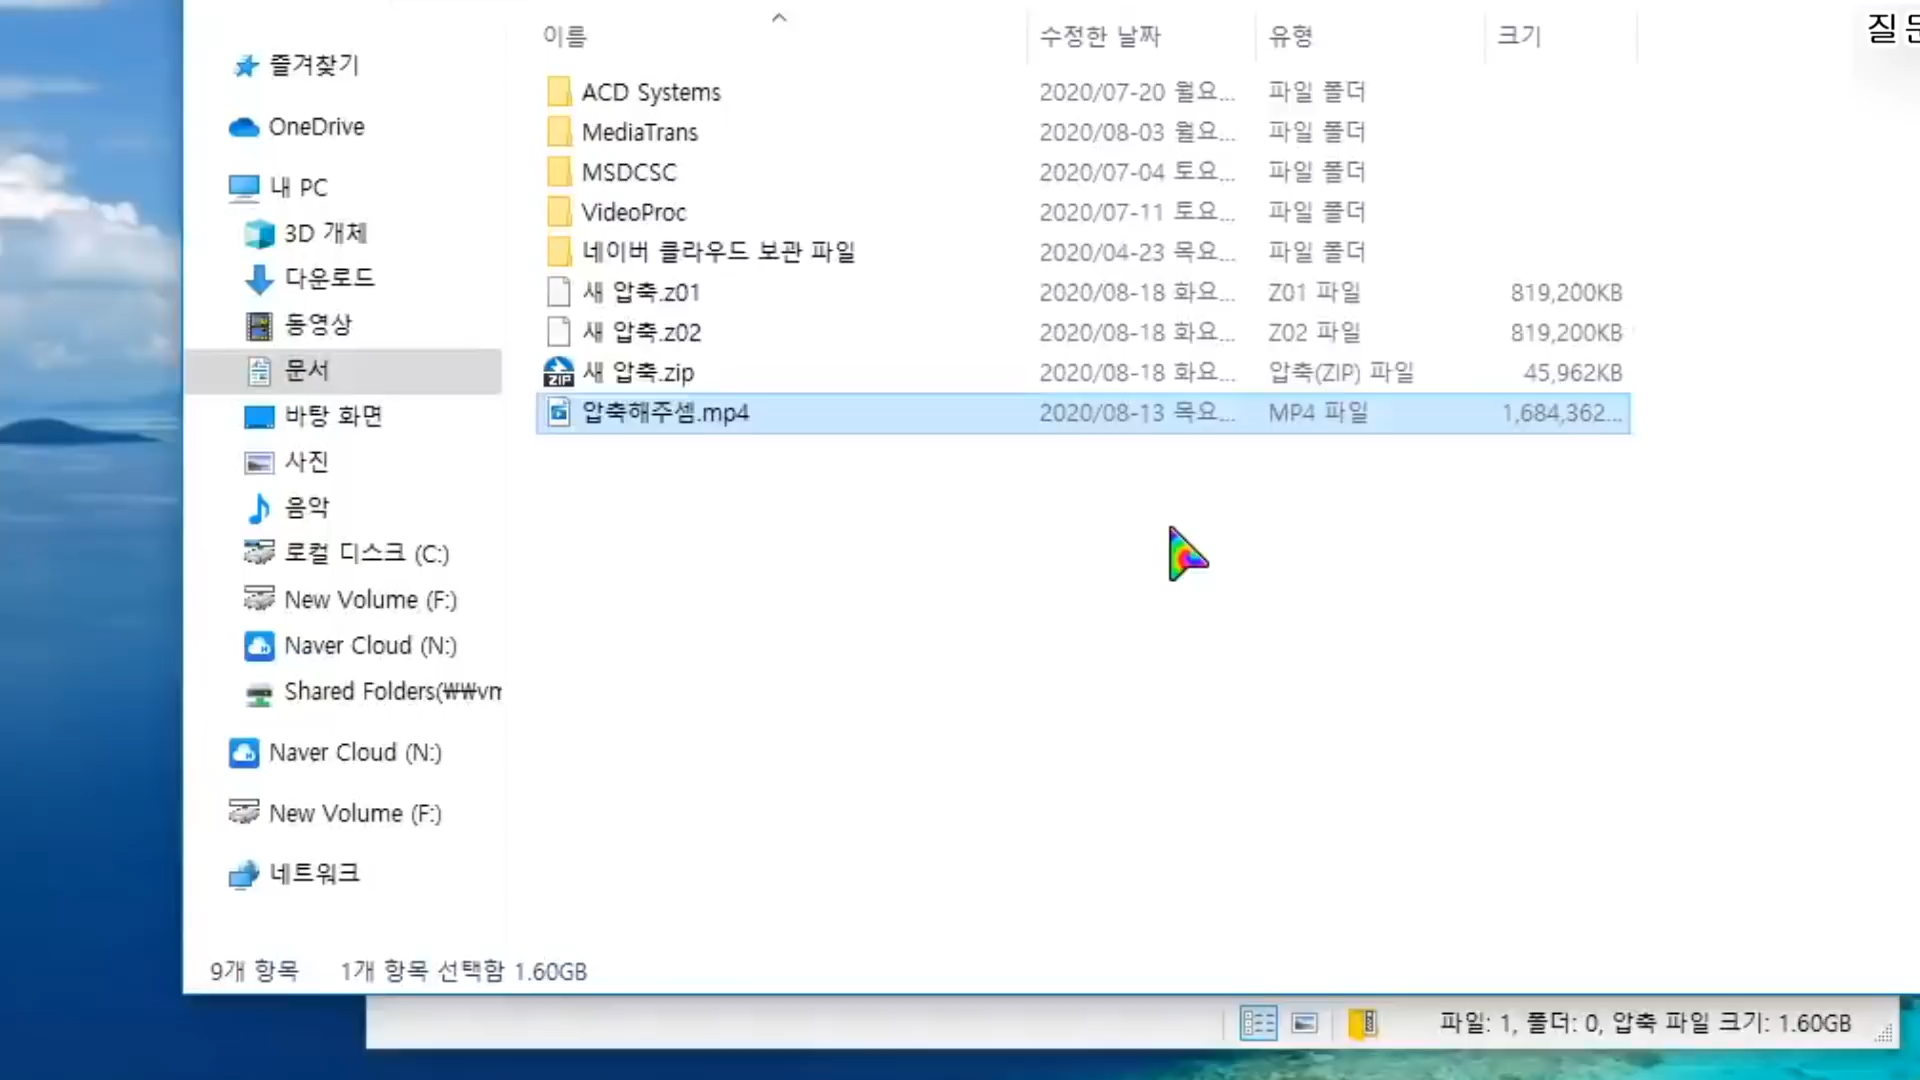 질문
이름 수정한 날짜 유형 크기
즐겨찾기
OneDrive
내 PC
3D 개체
다운로드
동영상
문서
바탕 화면
사진
음악
로컬 디스크 (C:)
New Volume (F:)
Naver Cloud (N:)
Shared Folders(₩₩vm
Naver Cloud (N:)
New Volume (F:)
네트워크
ACD Systems 2020/07-20 월요... 파일 폴더
MediaTrans 2020/08-03 월요... 파일 폴더
MSDCSC 2020/07-04 토요... 파일 폴더
VideoProc 2020/07-11 토요... 파일 폴더
네이버 클라우드 보관 파일 2020/04-23 목요... 파일 폴더
새 압축.z01 2020/08-18 화요... Z01 파일 819,200KB
새 압축.z02 2020/08-18 화요... Z02 파일 819,200KB
ZIP 새 압축.zip 2020/08-18 화요... 압축(ZIP) 파일 45,962KB
압축해주셈.mp4 2020/08-13 목요... MP4 파일 1,684,362...
9개 항목 1개 항목 선택함 1.60GB
파일: 1, 폴더: 0, 압축 파일 크기: 1.60GB